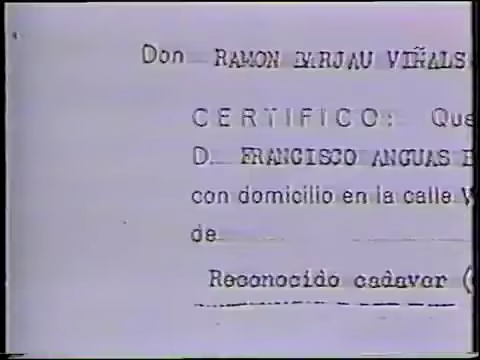 Don RAMON BARJAU VIÑALS
CERTIFICO: Que
D. FRANCISCO ANGUAS
con domicilio en la calle
de
Reconocido cadaver (